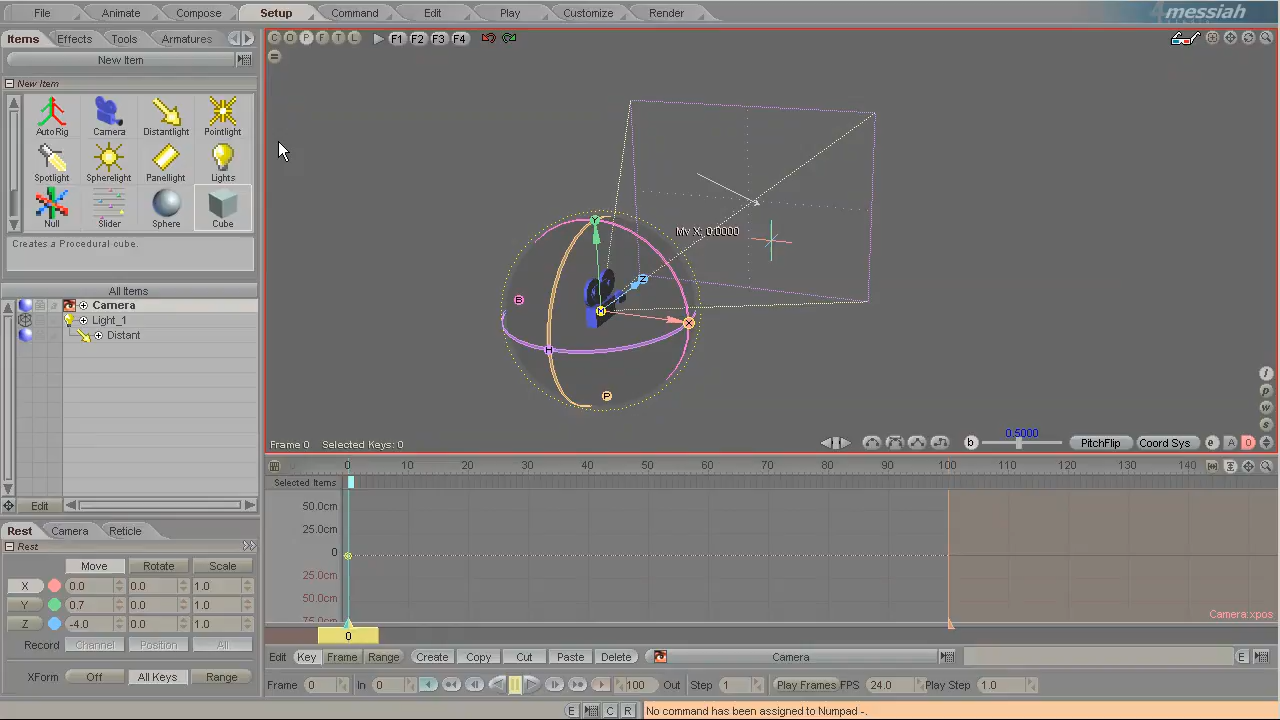 File Animate Compose Setup Command Edit Play Customize Render messiah
Items Effects Tools Armatures
C O P F T L F1 F2 F3 F4
New Item
New Item
AutoRig Camera Distantlight Pointlight
Spotlight Spherelight Panellight Lights
Null Slider Sphere Cube
Creates a Procedural cube.
All Items
Camera
Light_1
Distant
Edit
Y
Mv X: 0.0000
Z
B
M
X
H
P
/
p
w
s
Frame 0 Selected Keys: 0
b 0.5000 PitchFlip Coord Sys e A 0
0 10 20 30 40 50 60 70 80 90 100 110 120 130 140
Selected Items
50.0cm
25.0cm
0
25.0cm
50.0cm
75.0cm
Camera:xpos
0
Rest Camera Reticle
Rest
Move Rotate Scale
X 0.0 0.0 1.0
Y 0.7 0.0 1.0
Z -4.0 0.0 1.0
Record Channel Position All
XForm Off All Keys Range
Edit Key Frame Range Create Copy Cut Paste Delete Camera E
Frame 0 In 0 100 Out Step 1 Play Frames FPS 24.0 Play Step 1.0
E C R No command has been assigned to Numpad -.